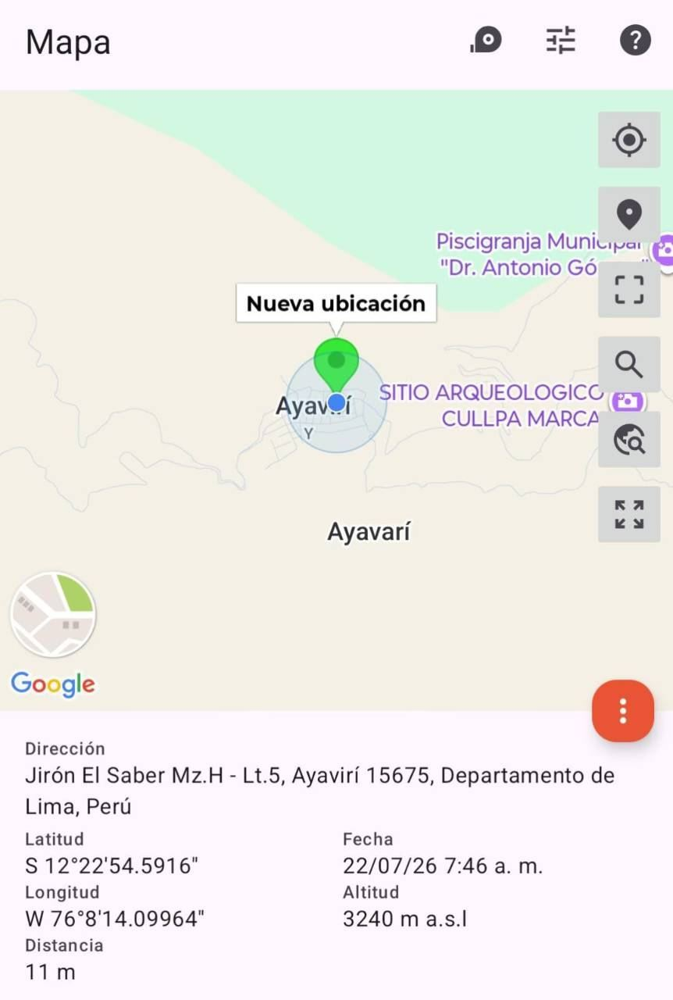 Mapa
Piscigranja Municipal
"Dr. Antonio Gó
Nueva ubicación
SITIO ARQUEOLOGICO
CULLPA MARCA
Ayavirí
Y
Ayavarí
Google
Dirección
Jirón El Saber Mz.H - Lt.5, Ayavirí 15675, Departamento de
Lima, Perú
Latitud
S 12°22'54.5916"
Fecha
22/07/26 7:46 a. m.
Longitud
W 76°8'14.09964"
Altitud
3240 m a.s.l
Distancia
11 m